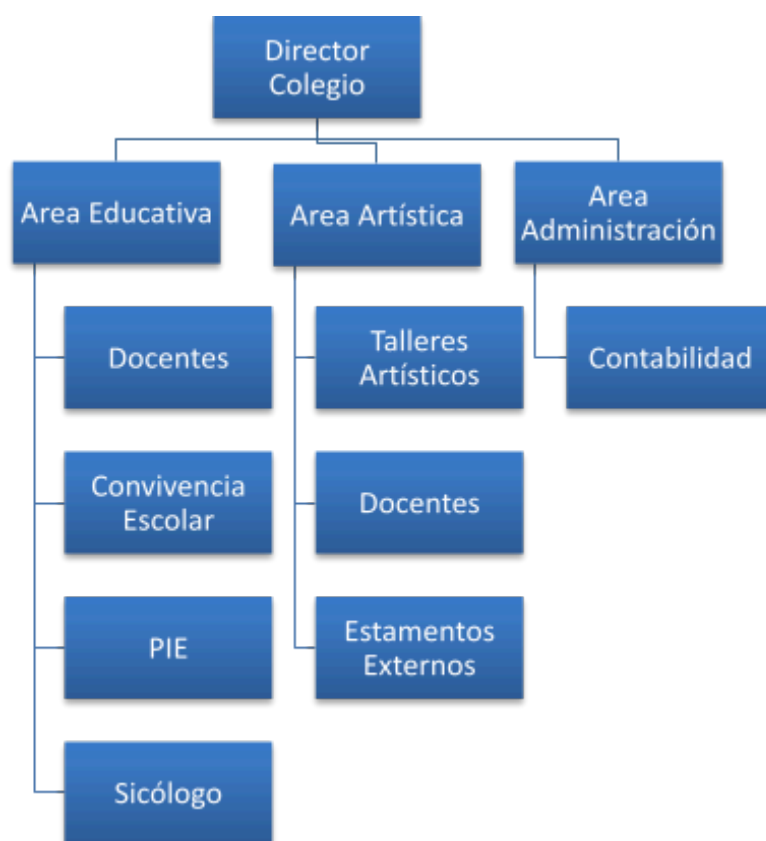 Director
Colegio
Area Educativa
Area Artística
Area
Administración
Docentes
Convivencia
Escolar
PIE
Sicólogo
Talleres
Artísticos
Docentes
Estamentos
Externos
Contabilidad